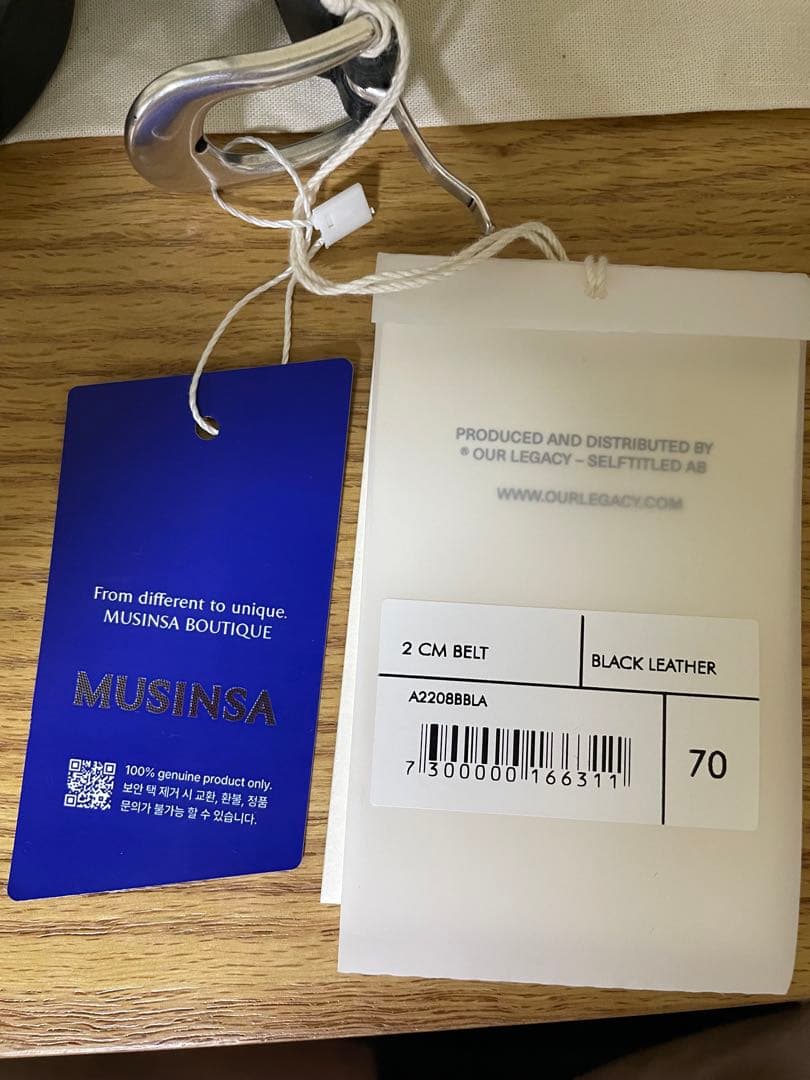 From different to unique.
MUSINSA BOUTIQUE
MUSINSA
100% genuine product only.
보안 택 제거 시 교환, 환불, 정품
문의가 불가능 할 수 있습니다.
PRODUCED AND DISTRIBUTED BY
® OUR LEGACY – SELFTITLED AB
WWW.OURLEGACY.COM
2 CM BELT
BLACK LEATHER
A2208BBLA
7 300000 166311
70